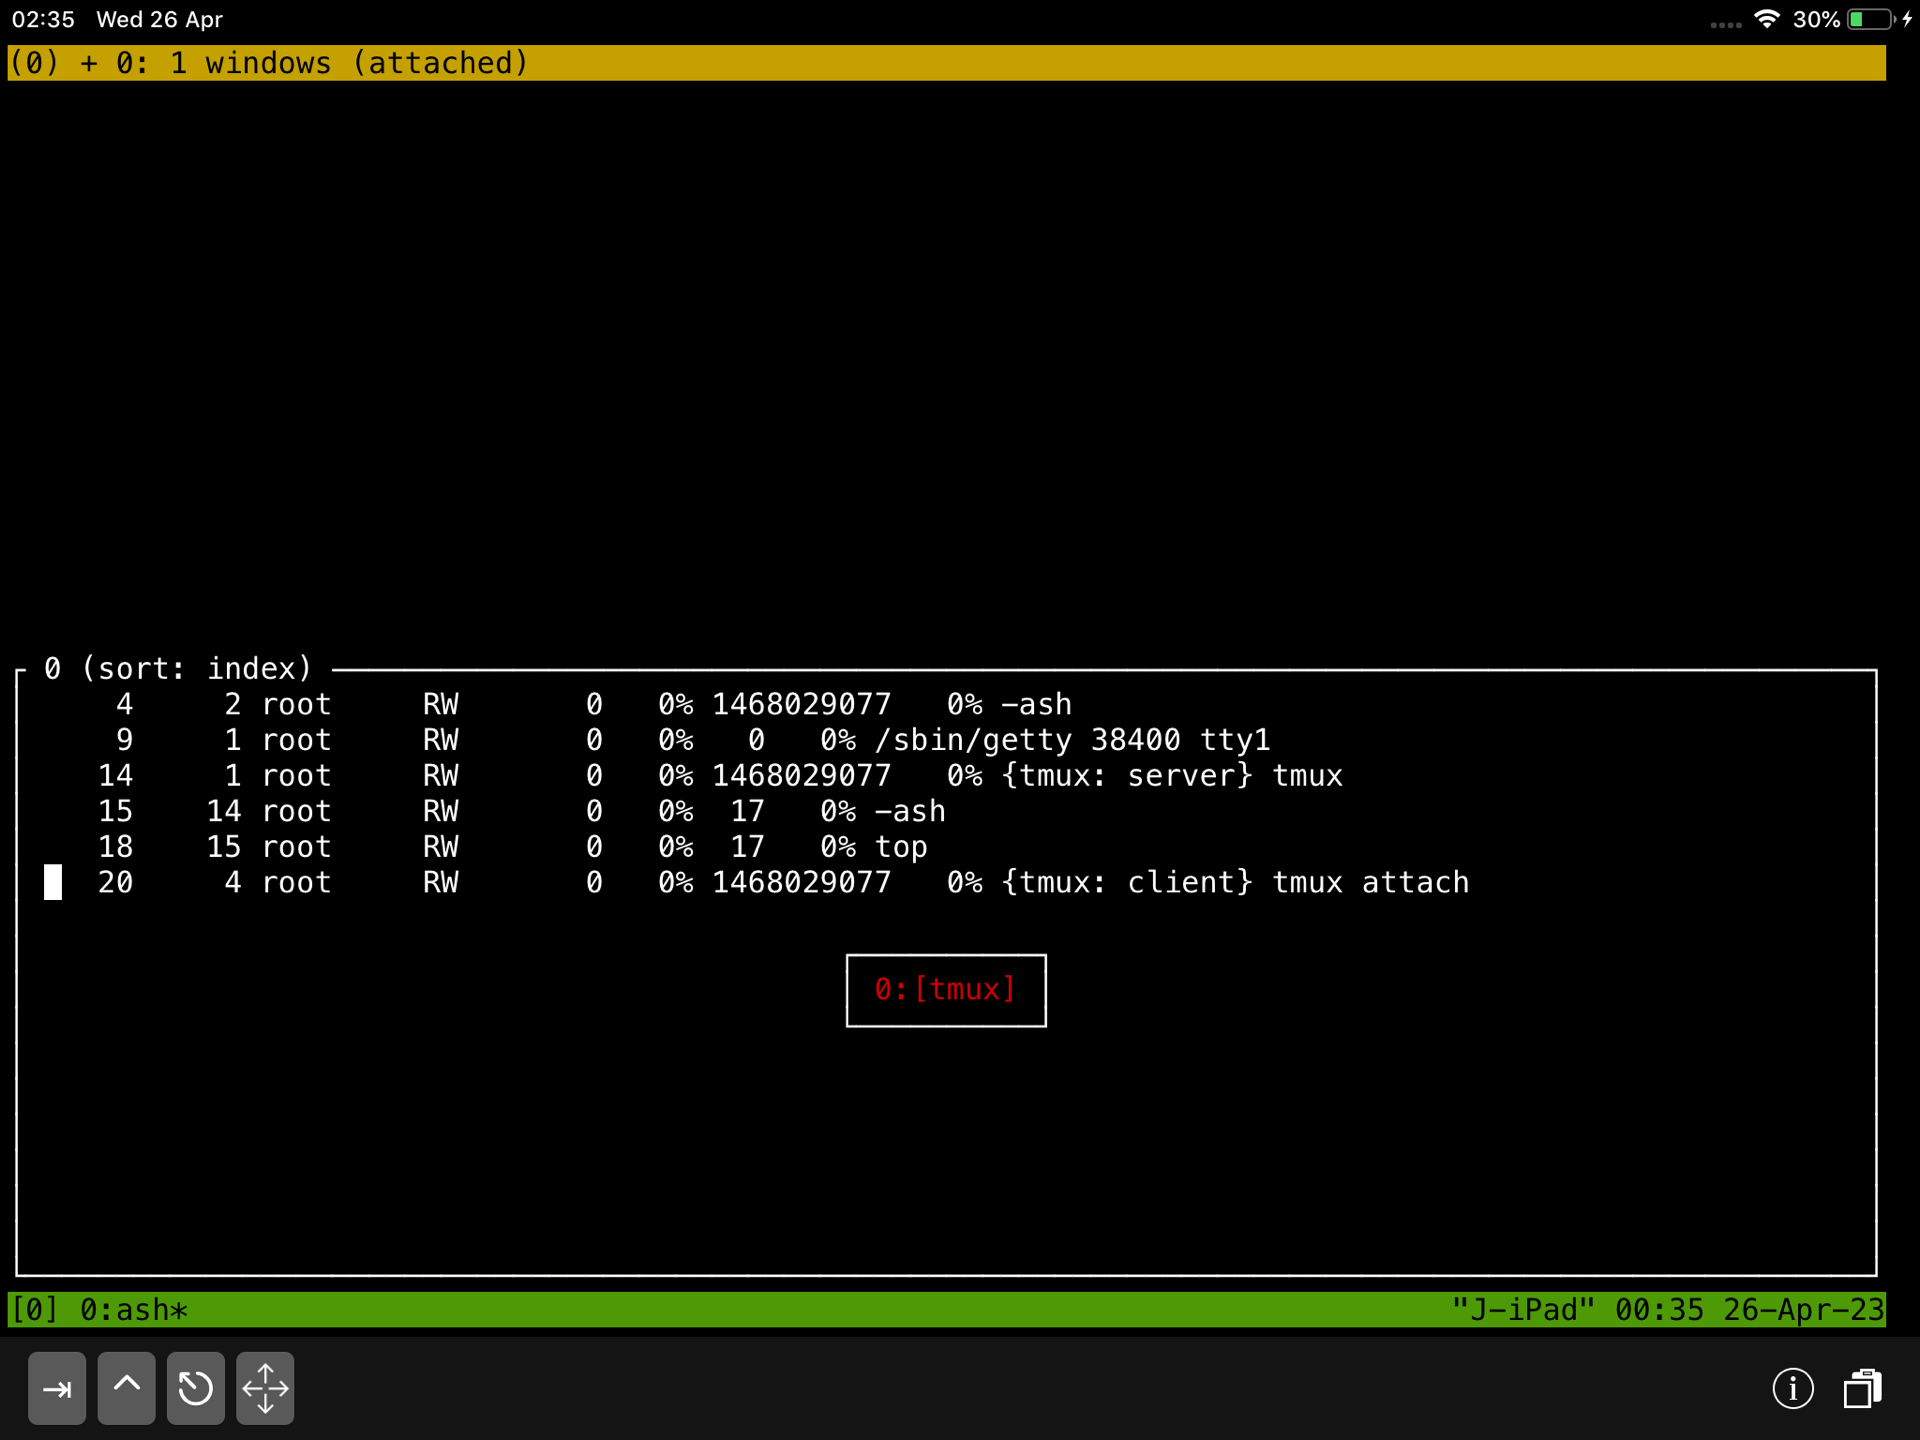 02:35 Wed 26 Apr 30%
(0) + 0: 1 windows (attached)
0 (sort: index)
4 2 root RW 0 0% 1468029077 0% -ash
9 1 root RW 0 0% 0 0% /sbin/getty 38400 tty1
14 1 root RW 0 0% 1468029077 0% {tmux: server} tmux
15 14 root RW 0 0% 17 0% -ash
18 15 root RW 0 0% 17 0% top
20 4 root RW 0 0% 1468029077 0% {tmux: client} tmux attach
0:[tmux]
[0] 0:ash* "J-iPad" 00:35 26-Apr-23